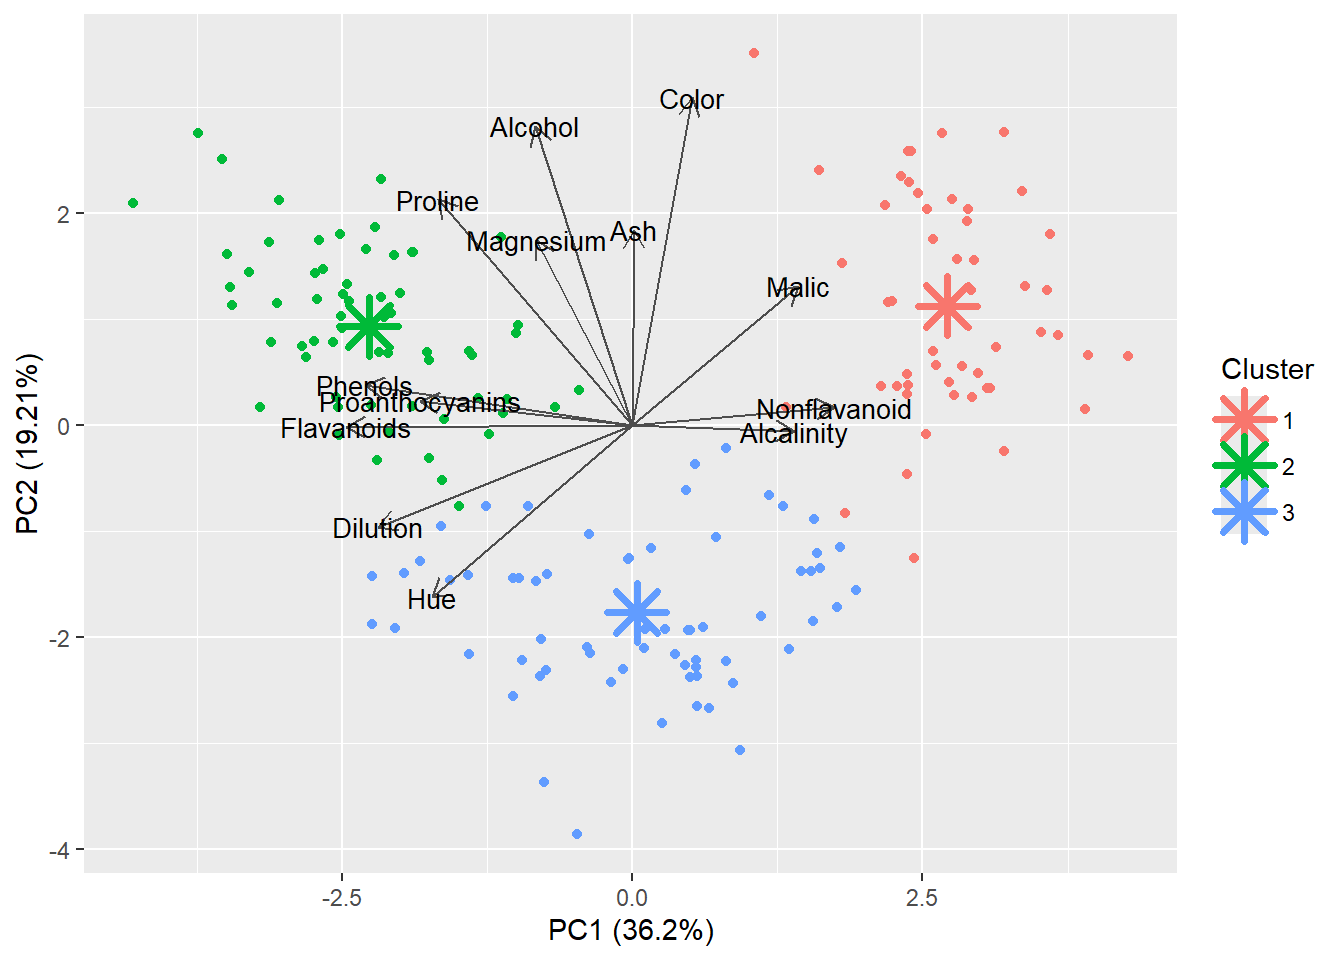 Color
Alcohol
Proline
Ash
Magnesium
Malic
Phenols
Proanthocyanins
Nonflavanoid
Flavanoids
Alcalinity
Dilution
Hue
2
0
-2
-4
PC2 (19.21%)
-2.5
0.0
2.5
PC1 (36.2%)
Cluster
1
2
3